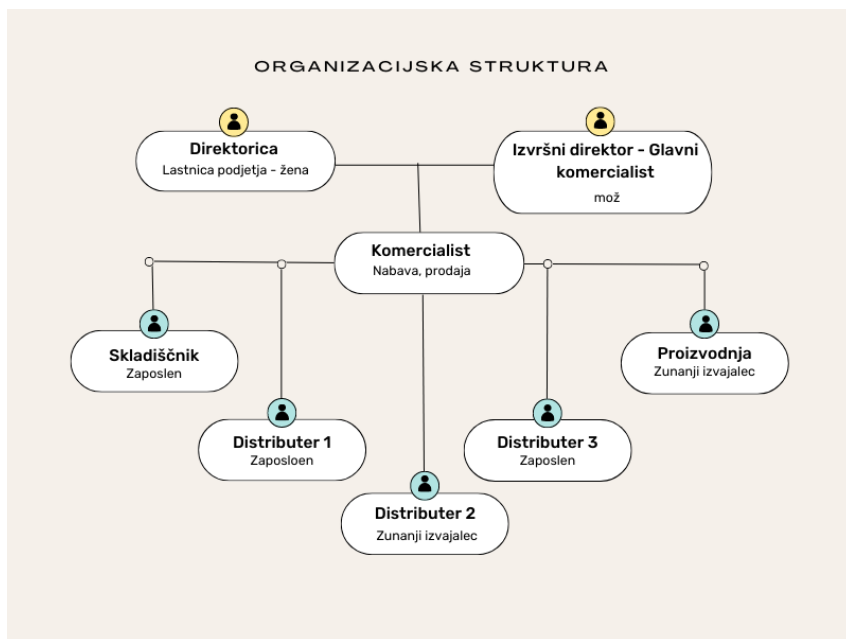 ORGANIZACIJSKA STRUKTURA
Direktorica
Lastnica podjetja - žena
Izvršni direktor - Glavni
komercialist
mož
Komercialist
Nabava, prodaja
Skladiščnik
Zaposlen
Proizvodnja
Zunanji izvajalec
Distributer 1
Zaposloen
Distributer 3
Zaposlen
Distributer 2
Zunanji izvajalec